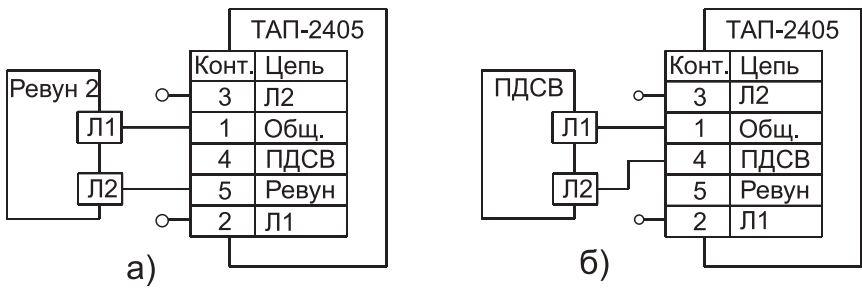 ТАП-2405
Конт. Цепь
Ревун 2
3 Л2
Л1
1 Общ.
4 ПДСВ
Л2
5 Ревун
2 Л1
а)
ТАП-2405
Конт. Цепь
ПДСВ
3 Л2
Л1
1 Общ.
4 ПДСВ
Л2
5 Ревун
2 Л1
б)